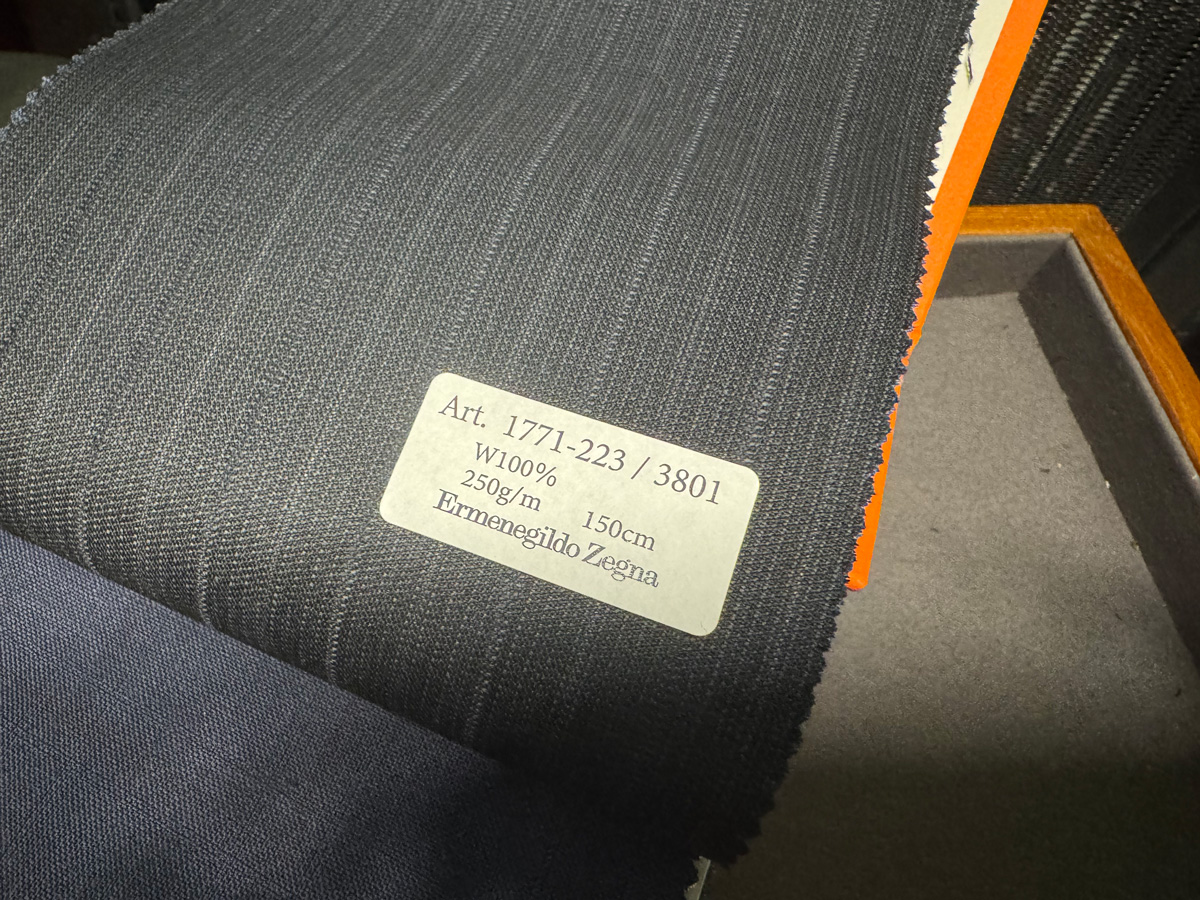 Art. 1771-223 / 3801
W100%
250g/m 150cm
Ermenegildo Zegna